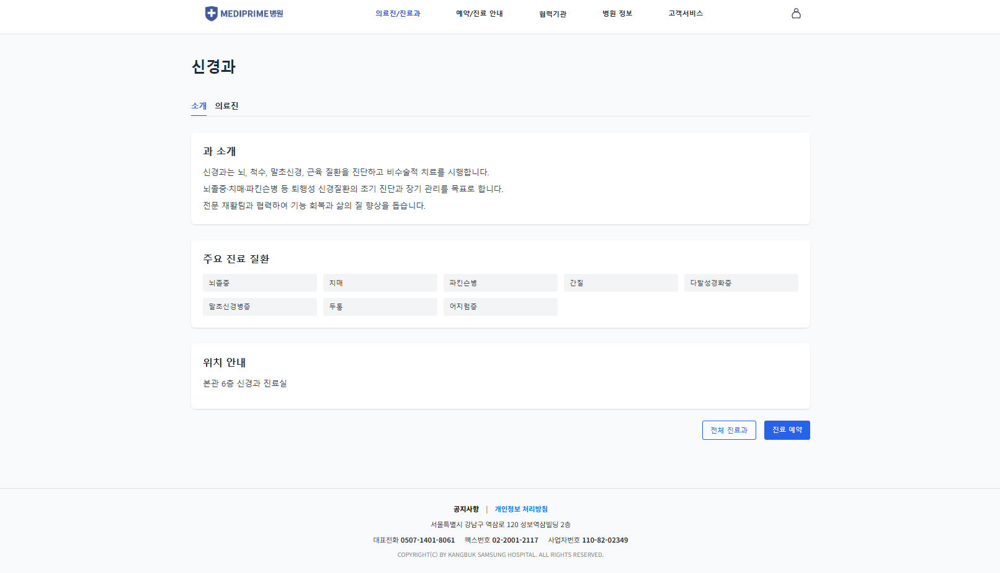 MEDIPRIME병원
의료진/진료과 예약/진료 안내 협력기관 병원 정보 고객서비스
신경과
소개 의료진
과 소개
신경과는 뇌, 척수, 말초신경, 근육 질환을 진단하고 비수술적 치료를 시행합니다.
뇌졸중·치매·파킨슨병 등 퇴행성 신경질환의 조기 진단과 장기 관리를 목표로 합니다.
전문 재활팀과 협력하여 기능 회복과 삶의 질 향상을 돕습니다.
주요 진료 질환
뇌졸중 치매 파킨슨병 간질 다발성경화증
말초신경병증 두통 어지럼증
위치 안내
본관 6층 신경과 진료실
전체 진료과 진료 예약
공지사항 | 개인정보 처리방침
서울특별시 강남구 역삼로 120 성보역삼빌딩 2층
대표전화 0507-1401-8061 팩스번호 02-2001-2117 사업자번호 110-82-02349
COPYRIGHT(C) BY KANGBUK SAMSUNG HOSPITAL. ALL RIGHTS RESERVED.